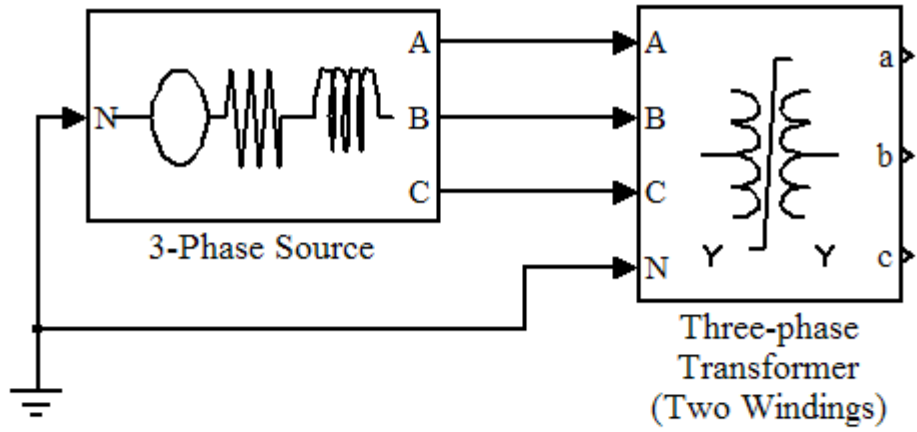 N
A
B
C
3-Phase Source
A
B
C
N
Y Y
a
b
c
Three-phase
Transformer
(Two Windings)